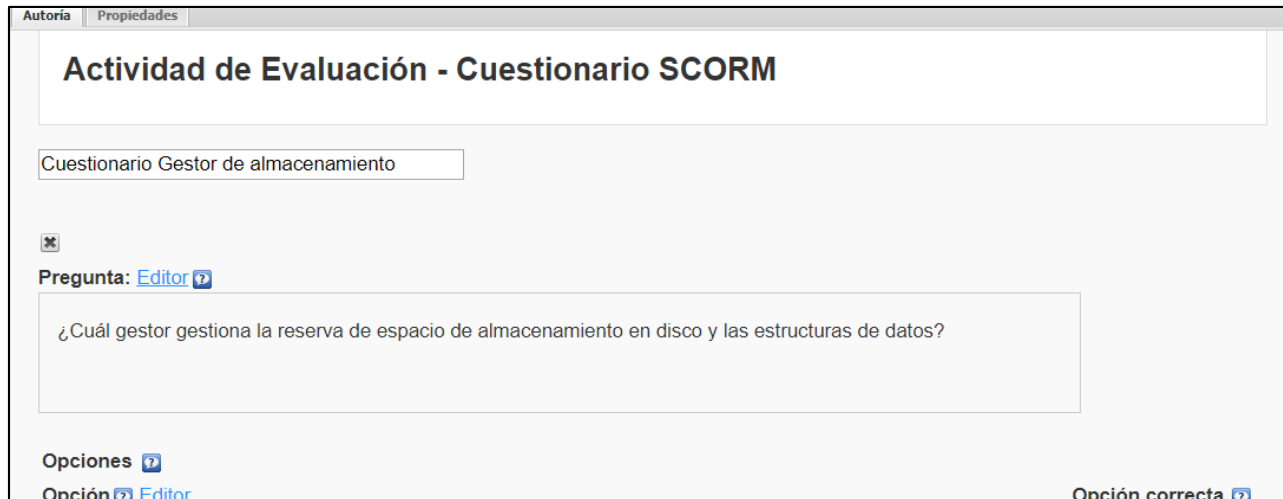 Autoría Propiedades
Actividad de Evaluación - Cuestionario SCORM
Cuestionario Gestor de almacenamiento
Pregunta: Editor ?
¿Cuál gestor gestiona la reserva de espacio de almacenamiento en disco y las estructuras de datos?
Opciones ?
Opción ? Editor Opción correcta ?